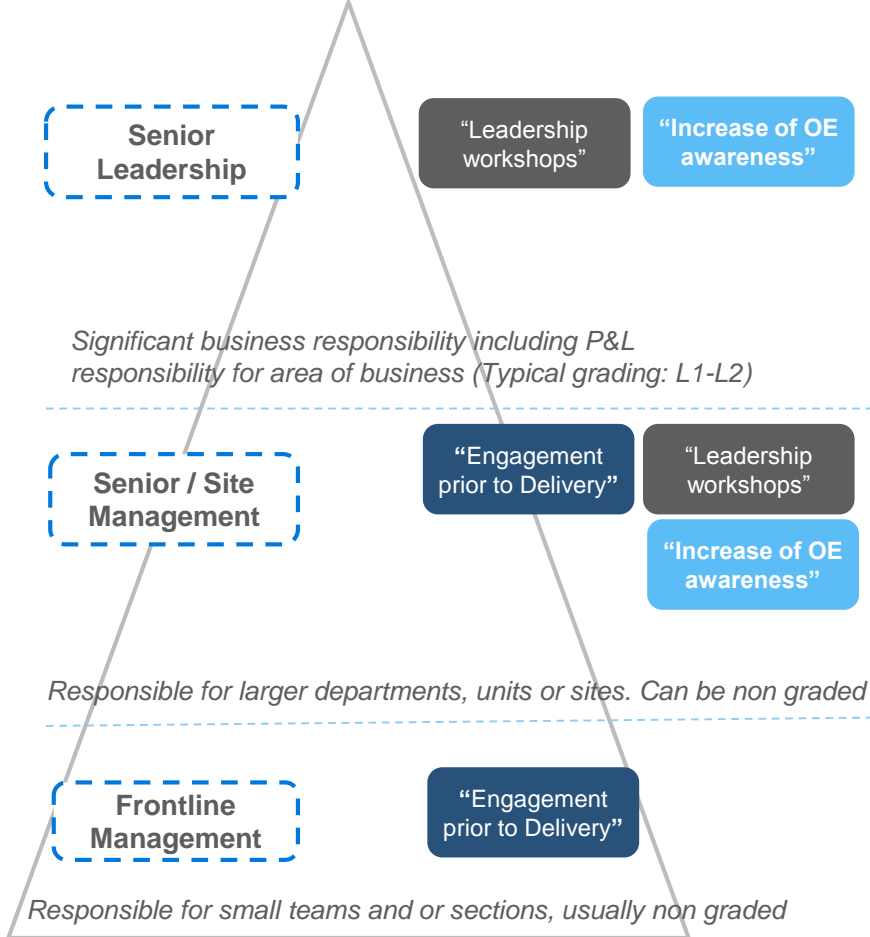 Senior
Leadership
“Leadership
workshops”
“Increase of OE
awareness”
Significant business responsibility including P&L
responsibility for area of business (Typical grading: L1-L2)
Senior / Site
Management
“Engagement
prior to Delivery”
“Leadership
workshops”
“Increase of OE
awareness”
Responsible for larger departments, units or sites. Can be non graded
Frontline
Management
“Engagement
prior to Delivery”
Responsible for small teams and or sections, usually non graded